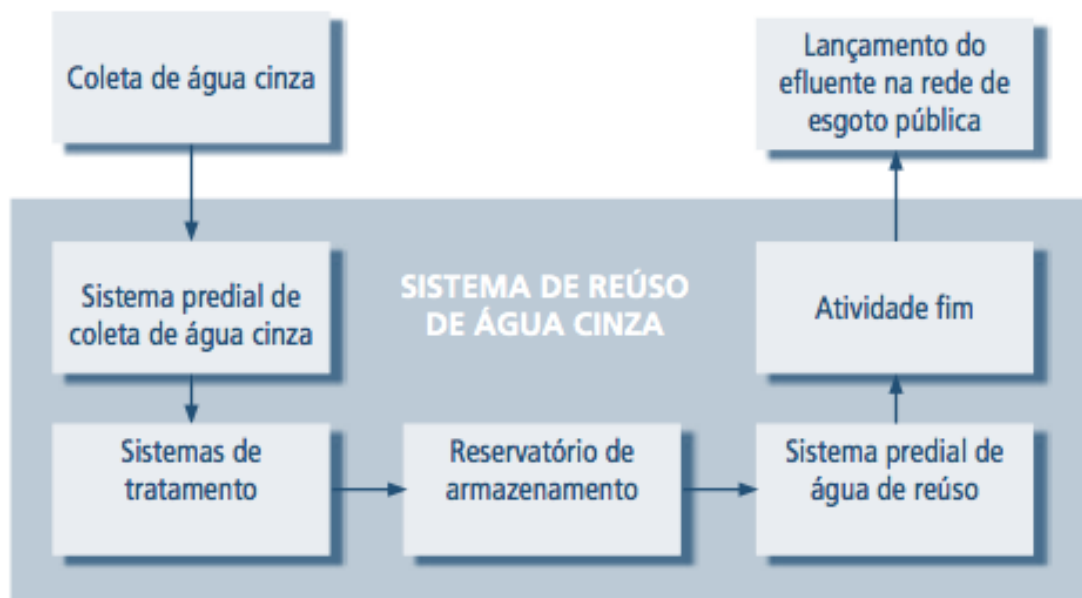 Coleta de água cinza
Lançamento do
efluente na rede de
esgoto pública
Sistema predial de
coleta de água cinza
SISTEMA DE REÚSO
DE ÁGUA CINZA
Atividade fim
Sistemas de
tratamento
Reservatório de
armazenamento
Sistema predial de
água de reúso